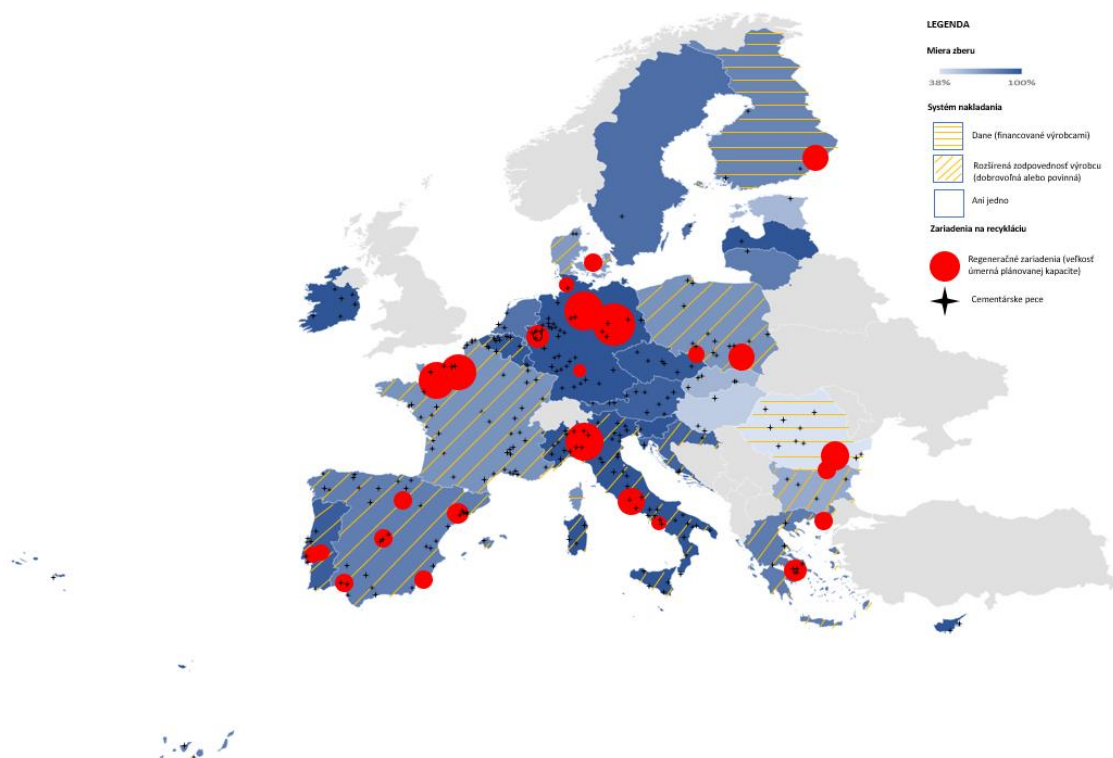 LEGENDA
Miera zberu
38% 100%
Systém nakladania
Dane (financované výrobcami)
Rozšírená zodpovednosť výrobcu
(dobrovoľná alebo povinná)
Ani jedno
Zariadenia na recykláciu
Regeneračné zariadenia (veľkosť
úmerná plánovanej kapacite)
Cementárske pece